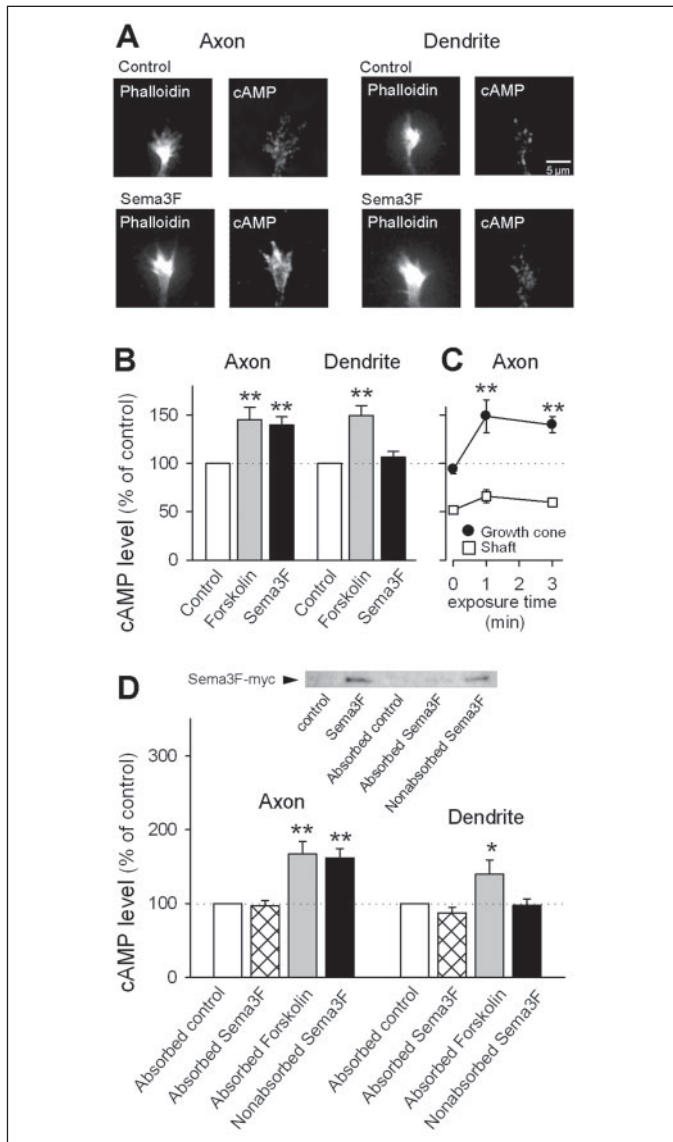 A
Axon
Dendrite
Control
Phalloidin
cAMP
Control
Phalloidin
cAMP
5 µm
Sema3F
Phalloidin
cAMP
Sema3F
Phalloidin
cAMP
B
Axon
Dendrite
cAMP level (% of control)
150
100
50
0
**
**
**
Control
Forskolin
Sema3F
Control
Forskolin
Sema3F
C
Axon
**
**
Growth cone
Shaft
0 1 2 3
exposure time
(min)
D
Sema3F-myc
control
Sema3F
Absorbed control
Absorbed Sema3F
Nonabsorbed Sema3F
cAMP level (% of control)
300
200
100
0
Axon
**
**
Dendrite
*
Absorbed control
Absorbed Sema3F
Absorbed Forskolin
Nonabsorbed Sema3F
Absorbed control
Absorbed Sema3F
Absorbed Forskolin
Nonabsorbed Sema3F